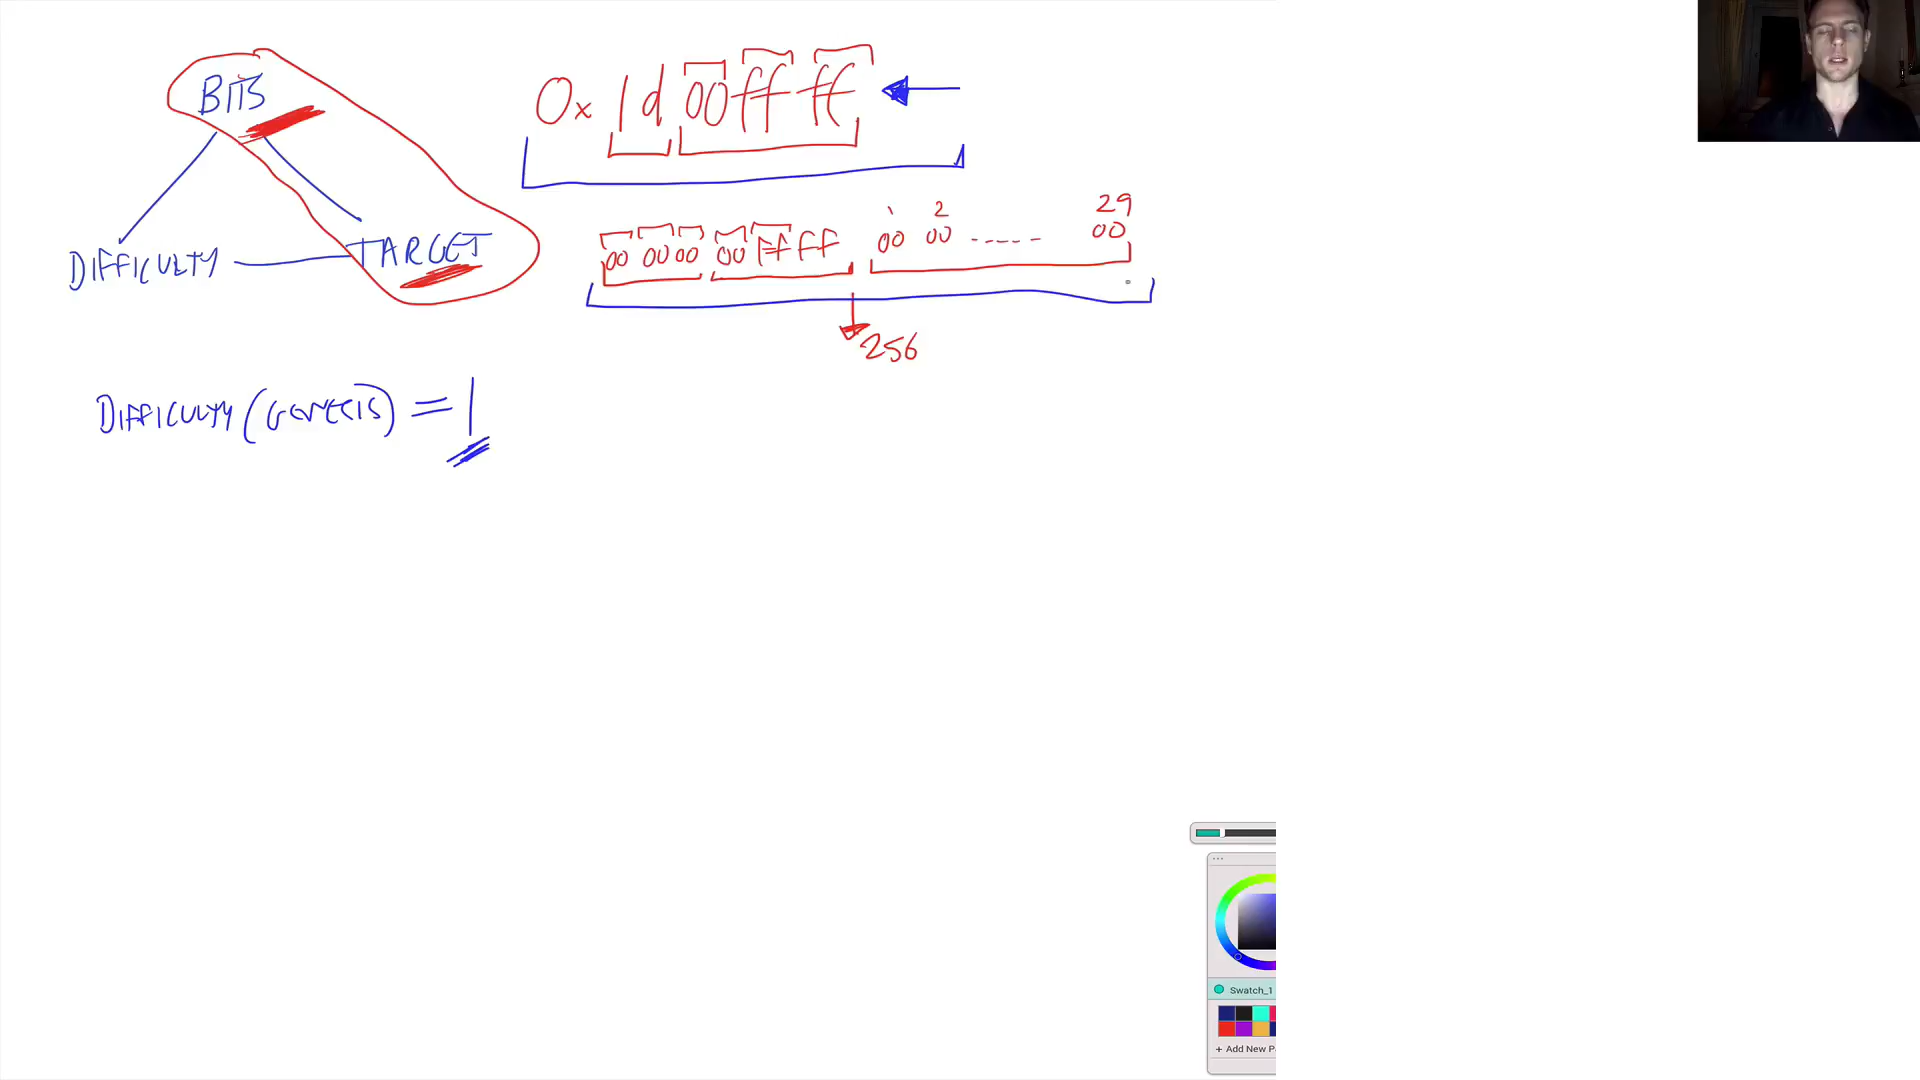 BITS
0x 1d 00 ff ff
1 2 29
DIFFICULTY TARGET 00 00 00 00 FF FF 00 00 ----- 00
256
DIFFICULTY (GENESIS) = 1
Swatch_1
+ Add New P